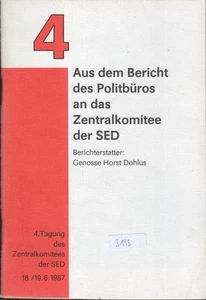 4
Aus dem Bericht
des Politbüros
an das
Zentralkomitee
der SED
Berichterstatter:
Genosse Horst Dohlus
4. Tagung
des
Zentralkomitees
der SED
18./19.6.1987
3195